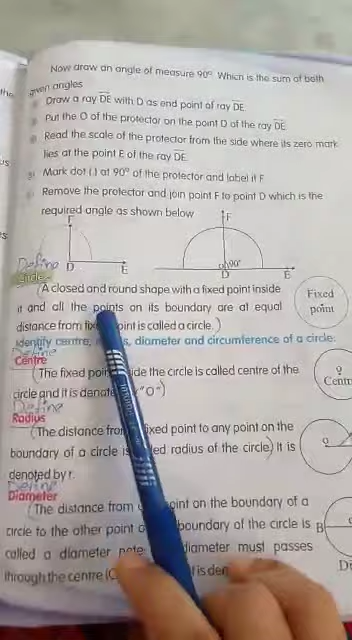 Now draw an angle of measure 90° Which is the sum of both
the given angles
Draw a ray DE with D as end point of ray DE
Put the O of the protector on the point D of the ray DE
Read the scale of the protector from the side where its zero mark
us lies at the point E of the ray DE
Mark dot (.) at 90° of the protector and label it F
Remove the protector and join point F to point D which is the
s required angle as shown below
F F
90°
D E D E
Define
Circle
(A closed and round shape with a fixed point inside
it and all the points on its boundary are at equal
distance from point is called a circle.)
Fixed
point
Identify centre, diameter and circumference of a circle.
Define
Centre
(The fixed the circle is called centre of the
circle and it is "O")
Define
Radius
(The distance fixed point to any point on the
boundary of a circle is radius of the circle) It is
denoted by r.
Define
Diameter
(The distance from point on the boundary of a
circle to the other point boundary of the circle is
called a diameter note diameter must passes
through the centre
B